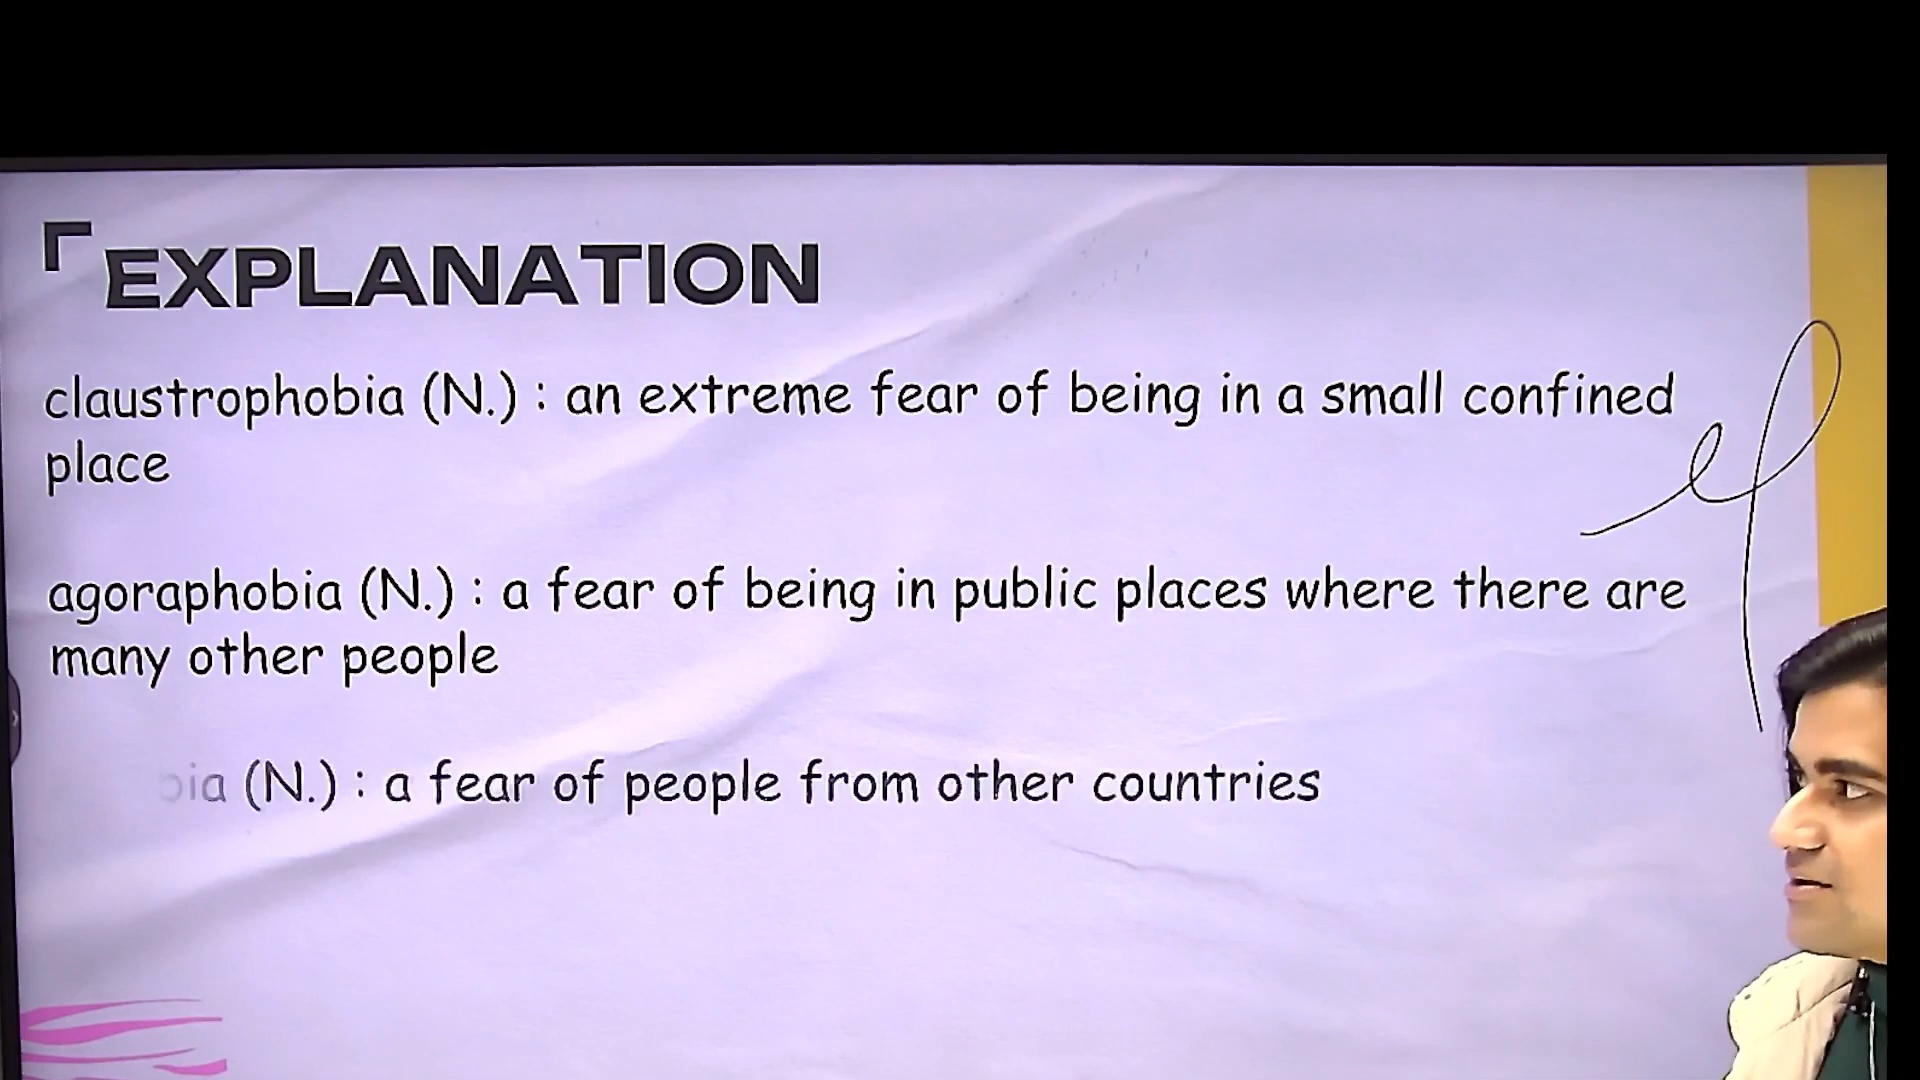 EXPLANATION
claustrophobia (N.) : an extreme fear of being in a small confined
place
agoraphobia (N.) : a fear of being in public places where there are
many other people
(N.) : a fear of people from other countries